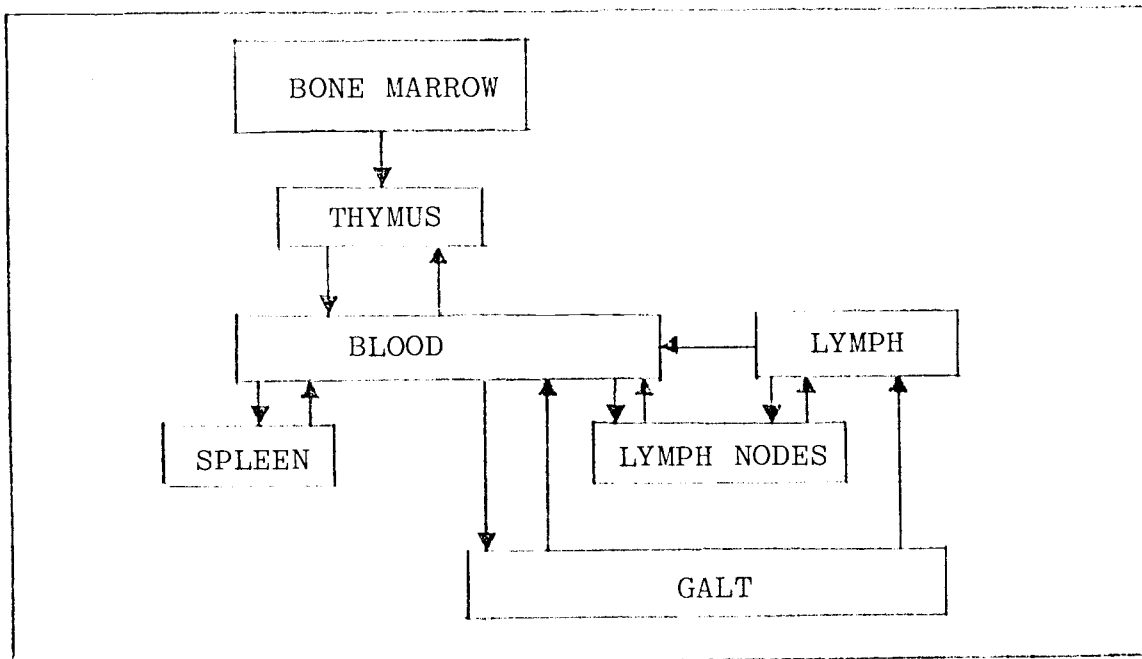 BONE MARROW
THYMUS
BLOOD
LYMPH
SPLEEN
LYMPH NODES
GALT